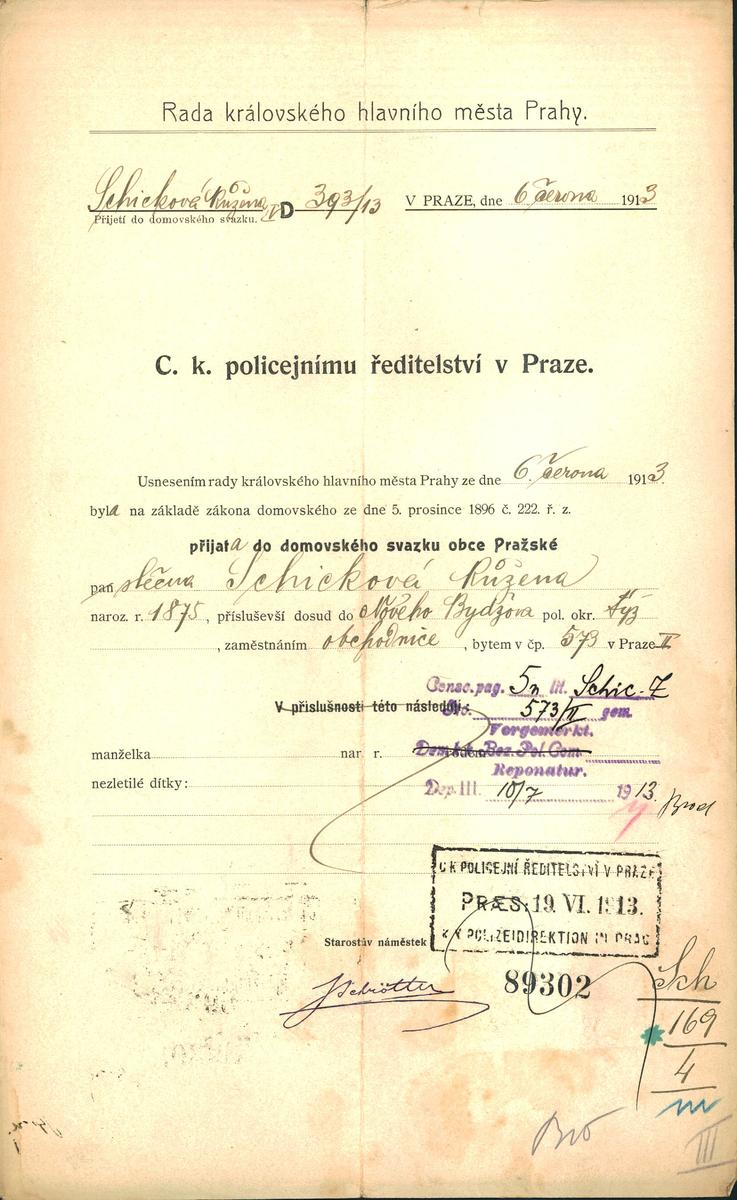 Rada královského hlavního města Prahy.
Schicková Růžena D 393/13 V PRAZE, dne 6 června 1913
Přijetí do domovského svazku.
C. k. policejnímu ředitelství v Praze.
Usnesením rady královského hlavního města Prahy ze dne 6. června 1913.
byla na základě zákona domovského ze dne 5. prosince 1896 č. 222. ř. z.
přijata do domovského svazku obce Pražské
pan slečna Schicková Růžena
naroz. r. 1875, přísluševší dosud do Nového Bydžova pol. okr. týž
, zaměstnáním obchodnice, bytem v čp. 573 v Praze II
Consc. pag. 5n lit. Schic. 7
V příslušnosti této následují:
No. 573/II gem.
Vorgemerkt.
manželka nar r. Bez. Pol. Com
Reponatur.
nezletilé dítky:
Dep. III. 10/7 1913.
C K POLICEJNÍ ŘEDITELSTVÍ V PRAZE
PRÆS: 19. VI. 1913.
K K POLIZEIDIREKTION IN PRAG
Starostův náměstek
89302
Sch
169
4
III